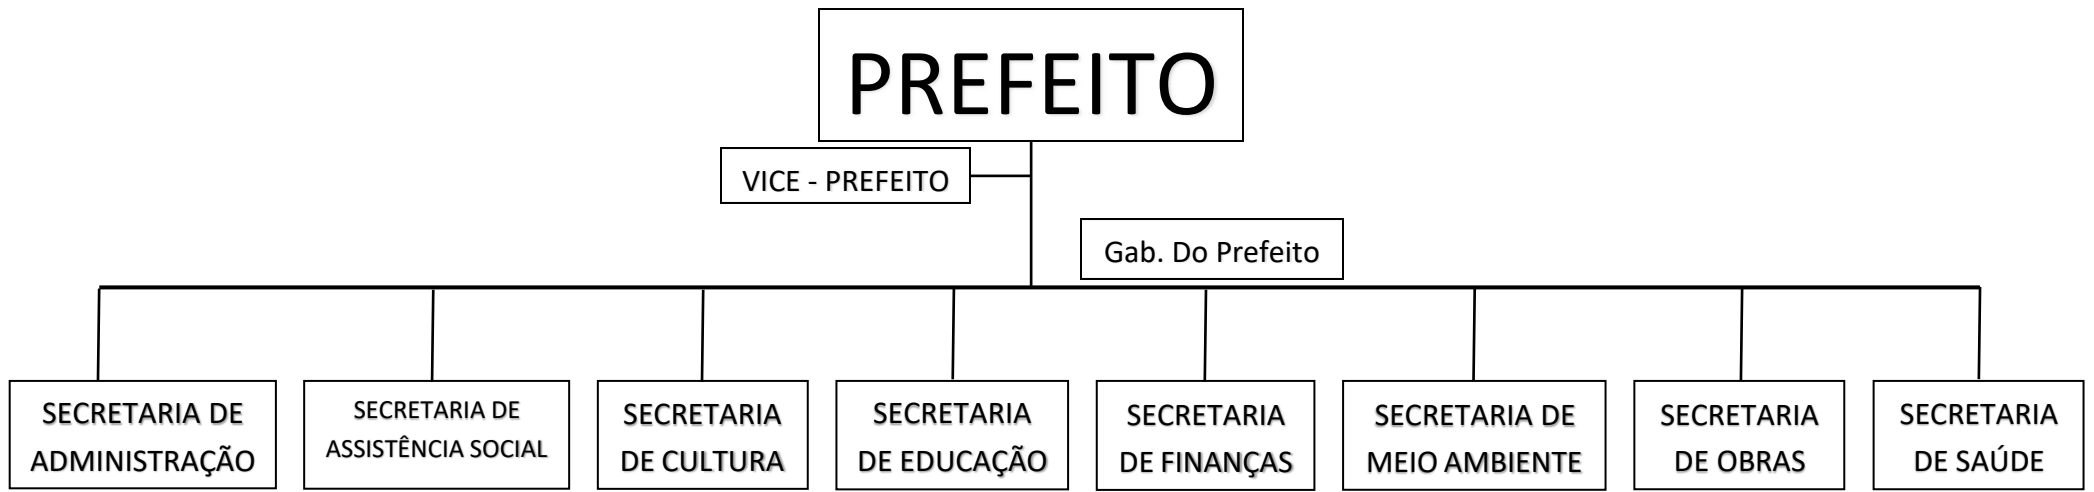 PREFEITO
VICE - PREFEITO
Gab. Do Prefeito
SECRETARIA DE
ADMINISTRAÇÃO
SECRETARIA DE
ASSISTÊNCIA SOCIAL
SECRETARIA
DE CULTURA
SECRETARIA
DE EDUCAÇÃO
SECRETARIA
DE FINANÇAS
SECRETARIA DE
MEIO AMBIENTE
SECRETARIA
DE OBRAS
SECRETARIA
DE SAÚDE